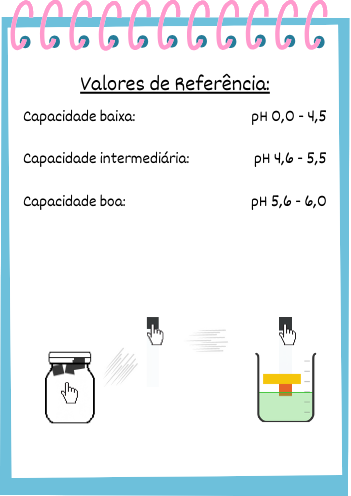 Valores de Referência:
Capacidade baixa: pH 0,0 - 4,5
Capacidade intermediária: pH 4,6 - 5,5
Capacidade boa: pH 5,6 - 6,0